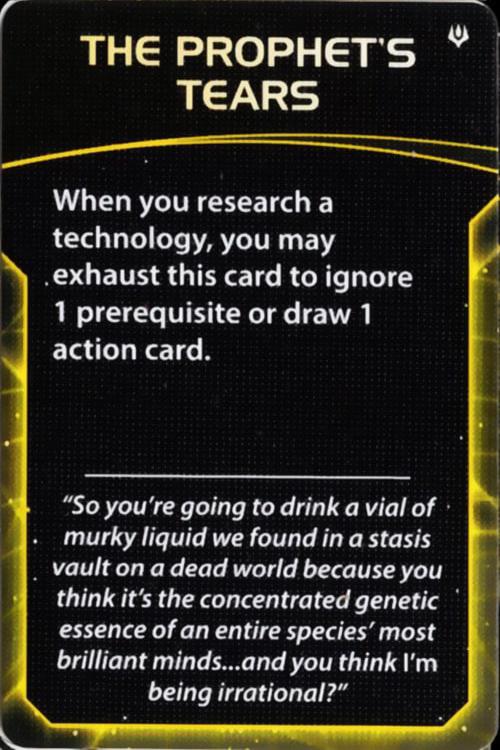 THE PROPHET'S
TEARS
When you research a
technology, you may
exhaust this card to ignore
1 prerequisite or draw 1
action card.
“So you’re going to drink a vial of
murky liquid we found in a stasis
vault on a dead world because you
think it’s the concentrated genetic
essence of an entire species’ most
brilliant minds...and you think I’m
being irrational?”